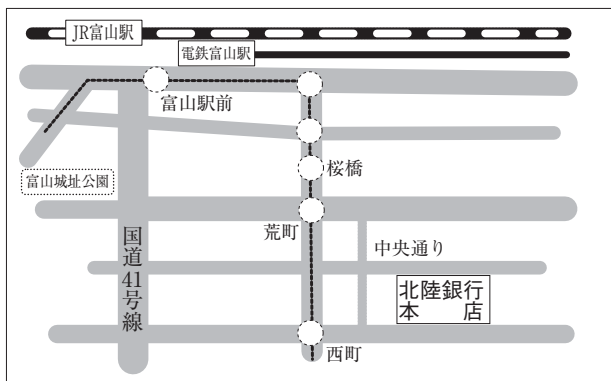 JR富山駅
電鉄富山駅
富山駅前
桜橋
富山城址公園
荒町
国道41号線
中央通り
北陸銀行
本店
西町